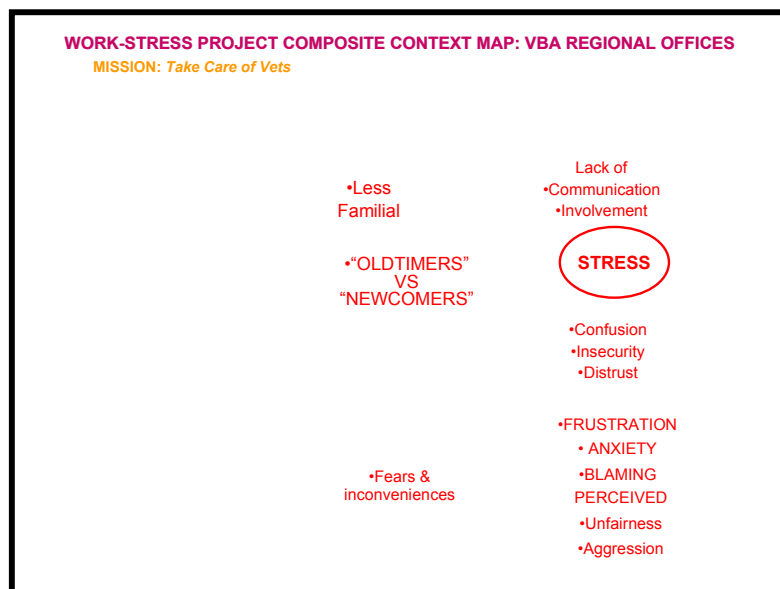 WORK-STRESS PROJECT COMPOSITE CONTEXT MAP: VBA REGIONAL OFFICES
MISSION: Take Care of Vets
•Less
Familial
•“OLDTIMERS”
VS
“NEWCOMERS”
•Fears &
inconveniences
Lack of
•Communication
•Involvement
STRESS
•Confusion
•Insecurity
•Distrust
•FRUSTRATION
• ANXIETY
•BLAMING
PERCEIVED
•Unfairness
•Aggression